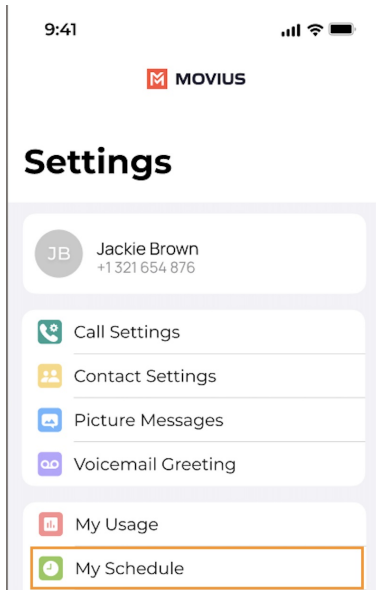 9:41
MOVIUS
Settings
JB
Jackie Brown
+1 321 654 876
Call Settings
Contact Settings
Picture Messages
Voicemail Greeting
My Usage
My Schedule